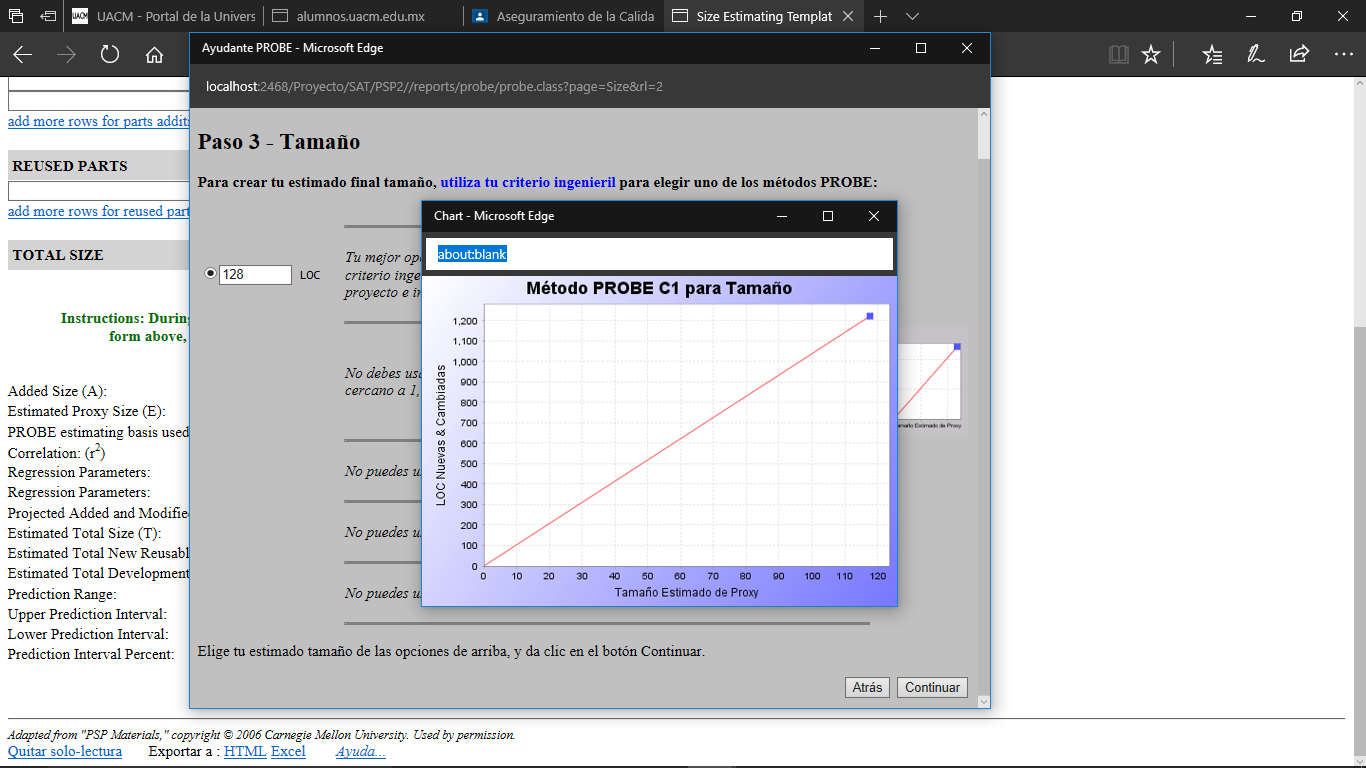 UACM - Portal de la Univers
alumnos.uacm.edu.mx
Aseguramiento de la Calida
Size Estimating Templat
Ayudante PROBE - Microsoft Edge
localhost:2468/Proyecto/SAT/PSP2//reports/probe/probe.class?page=Size&rl=2
add more rows for parts additi
REUSED PARTS
add more rows for reused part
TOTAL SIZE
Instructions: During
form above,
Added Size (A):
Estimated Proxy Size (E):
PROBE estimating basis used
Correlation: (r2)
Regression Parameters:
Regression Parameters:
Projected Added and Modified
Estimated Total Size (T):
Estimated Total New Reusabl
Estimated Total Development
Prediction Range:
Upper Prediction Interval:
Lower Prediction Interval:
Prediction Interval Percent:
Paso 3 - Tamaño
Para crear tu estimado final tamaño, utiliza tu criterio ingenieril para elegir uno de los métodos PROBE:
128 LOC
Tu mejor opc
criterio inge
proyecto e in
No debes usa
cercano a 1,
No puedes u
No puedes u
No puedes u
Chart - Microsoft Edge
about:blank
Método PROBE C1 para Tamaño
LOC Nuevas & Cambiadas
1,200
1,100
1,000
900
800
700
600
500
400
300
200
100
0
0 10 20 30 40 50 60 70 80 90 100 110 120
Tamaño Estimado de Proxy
amaño Estimado de Proxy
Elige tu estimado tamaño de las opciones de arriba, y da clic en el botón Continuar.
Atrás Continuar
Adapted from "PSP Materials," copyright © 2006 Carnegie Mellon University. Used by permission.
Quitar solo-lectura Exportar a : HTML Excel Ayuda...